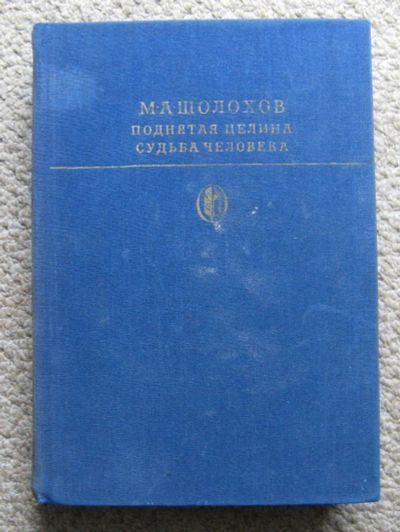 М·А·ШОЛОХОВ
ПОДНЯТАЯ ЦЕЛИНА
СУДЬБА ЧЕЛОВЕКА